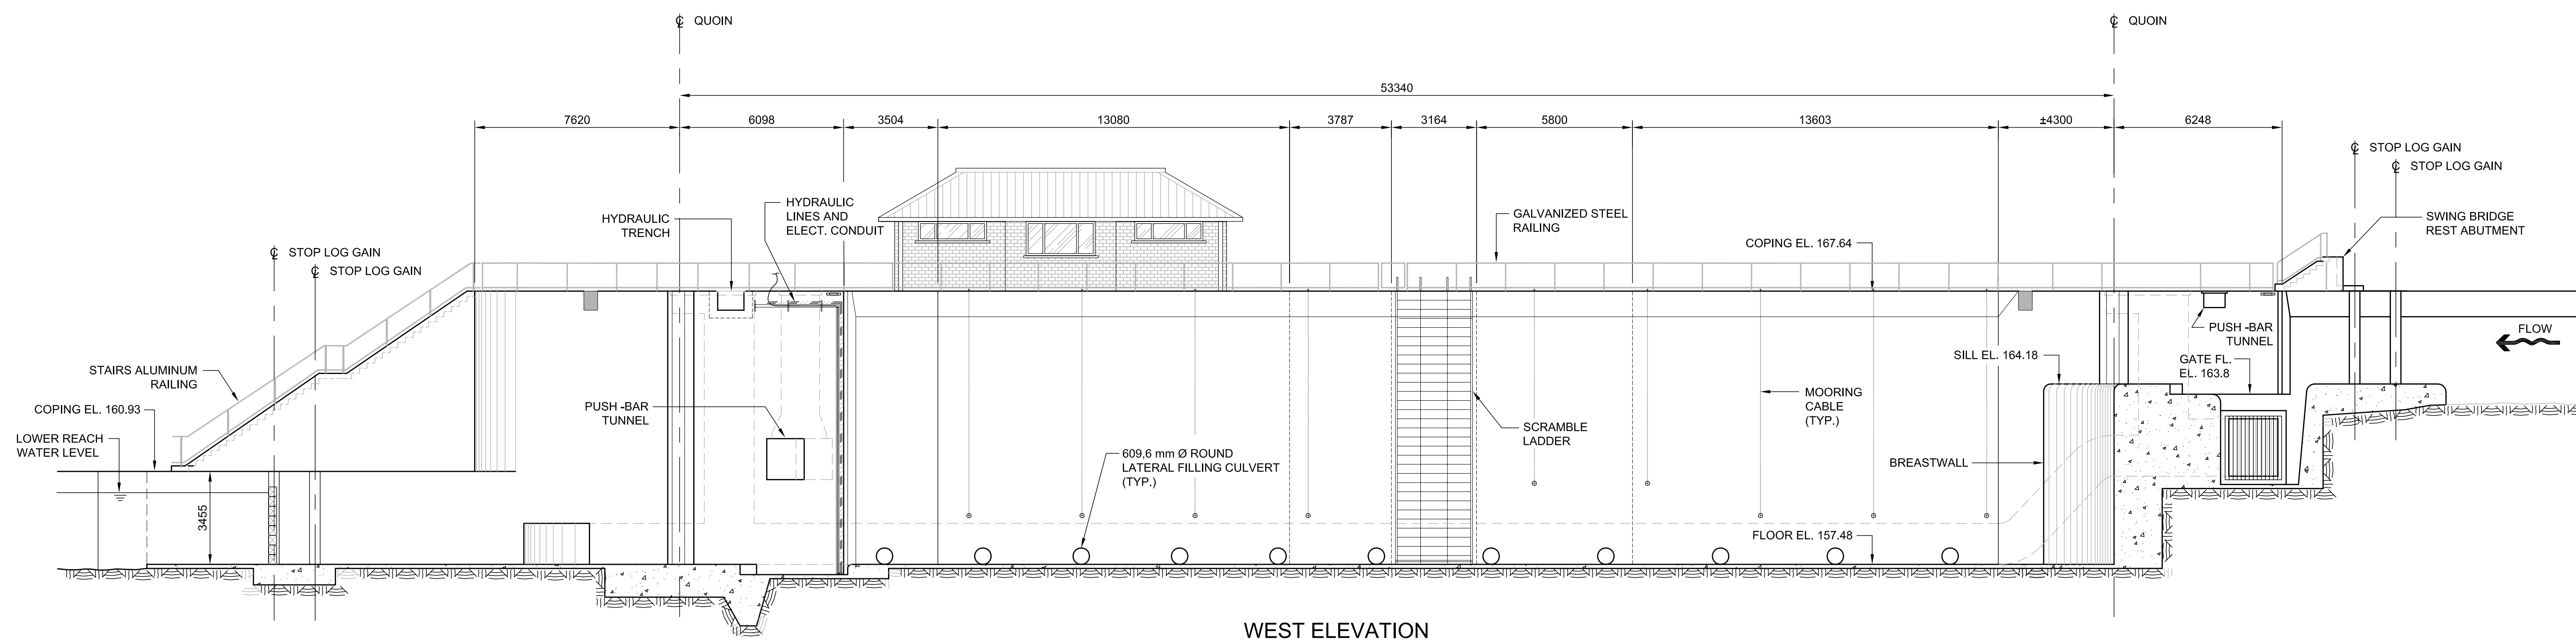 ℄ QUOIN
℄ QUOIN
53340
7620
6098
3504
13080
3787
3164
5800
13603
±4300
6248
℄ STOP LOG GAIN
℄ STOP LOG GAIN
HYDRAULIC
LINES AND
ELECT. CONDUIT
HYDRAULIC
TRENCH
GALVANIZED STEEL
RAILING
COPING EL. 167.64
SWING BRIDGE
REST ABUTMENT
℄ STOP LOG GAIN
℄ STOP LOG GAIN
PUSH -BAR
TUNNEL
FLOW
SILL EL. 164.18
GATE FL.
EL. 163.8
STAIRS ALUMINUM
RAILING
COPING EL. 160.93
LOWER REACH
WATER LEVEL
PUSH -BAR
TUNNEL
MOORING
CABLE
(TYP.)
SCRAMBLE
LADDER
609,6 mm Ø ROUND
LATERAL FILLING CULVERT
(TYP.)
BREASTWALL
3455
FLOOR EL. 157.48
WEST ELEVATION